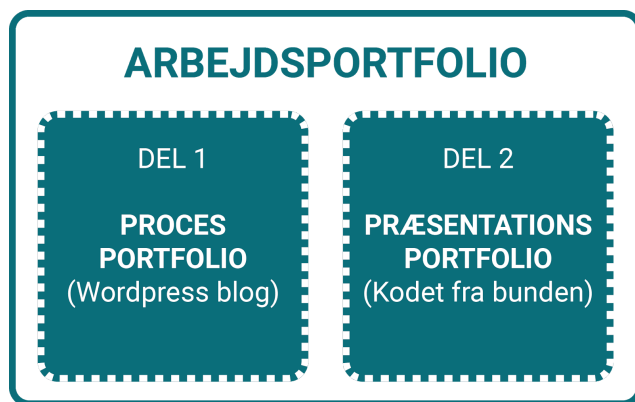 ARBEJDSPORTFOLIO
DEL 1
PROCES
PORTFOLIO
(Wordpress blog)
DEL 2
PRÆSENTATIONS
PORTFOLIO
(Kodet fra bunden)